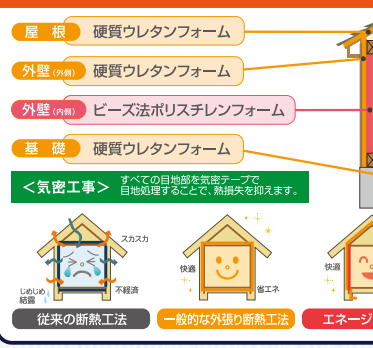 屋 根 硬質ウレタンフォーム
外壁(外側) 硬質ウレタンフォーム
外壁(内側) ビーズ法ポリスチレンフォーム
基 礎 硬質ウレタンフォーム
＜気密工事＞ すべての目地部を気密テープで
目地処理することで、熱損失を抑えます。
スカスカ
じめじめ
結露
不経済
快適
省エネ
快適
従来の断熱工法
一般的な外張り断熱工法
エネージ